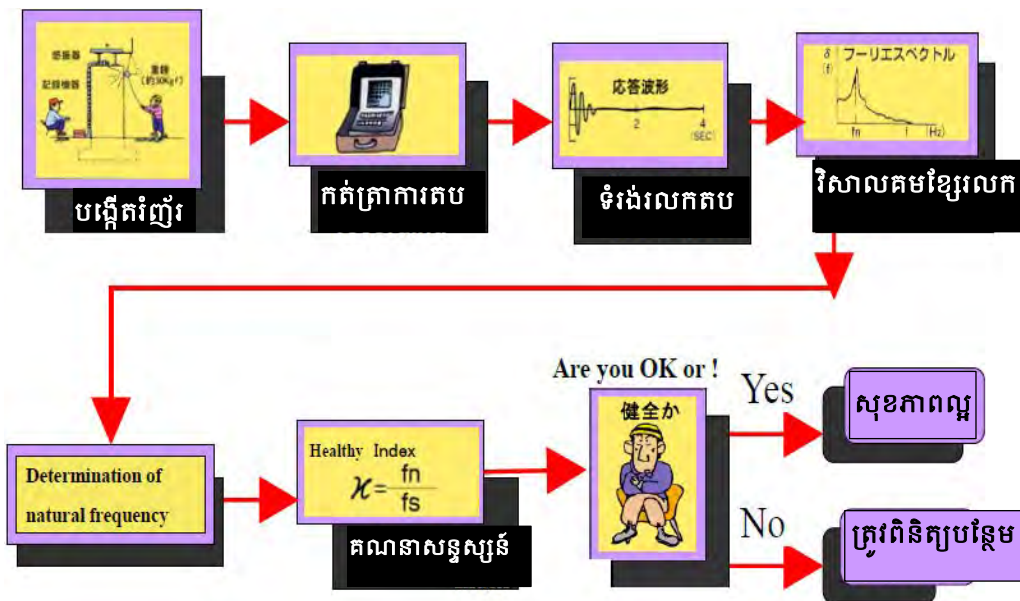 感振器
記録機器
重錘
(約30Kgf)
បង្កើតរំញ័រ
កត់ត្រាការតប
応答波形
2
4
(SEC)
ទំរង់រលកតប
フーリエスペクトル
δ
(f)
fn
f
(Hz)
វិសាលគមខ្សែរលក
Determination of
natural frequency
Healthy Index
ϰ=fn/fs
គណនាសន្ទស្សន៍
Are you OK or !
健全か
Yes
សុខភាពល្អ
No
ត្រូវពិនិត្យបន្ថែម